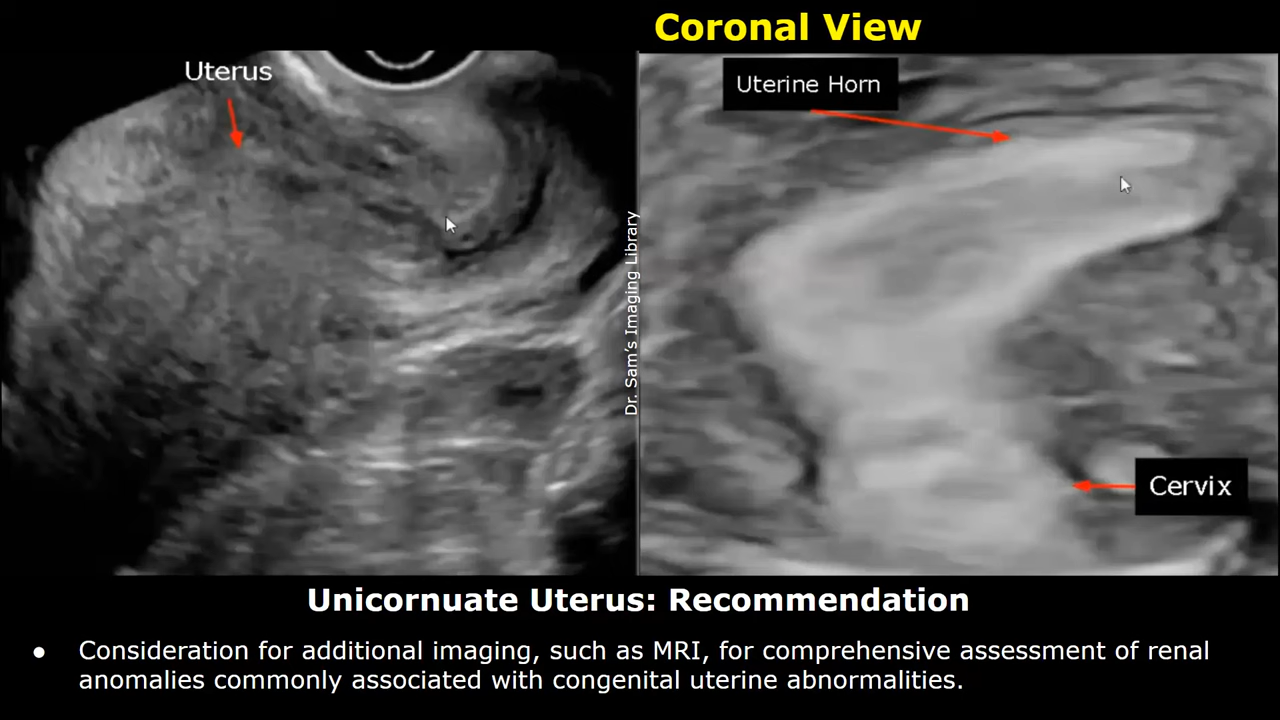 Coronal View
Uterus
Uterine Horn
Dr. Sam's Imaging Library
Cervix
Unicornuate Uterus: Recommendation
● Consideration for additional imaging, such as MRI, for comprehensive assessment of renal
anomalies commonly associated with congenital uterine abnormalities.